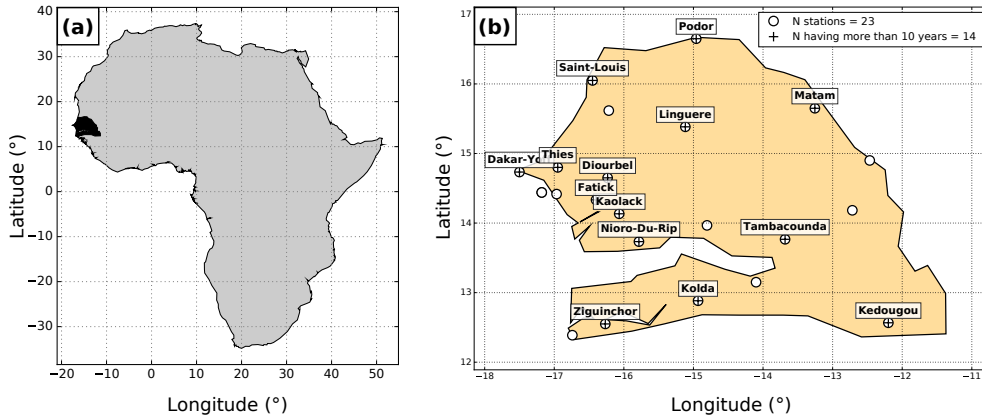 (a)
40
30
20
10
0
−10
−20
−30
−20 −10 0 10 20 30 40 50
Latitude (°)
Longitude (°)
(b)
17
16
15
14
13
12
−18 −17 −16 −15 −14 −13 −12 −11
Latitude (°)
Longitude (°)
N stations = 23
N having more than 10 years = 14
Podor
Saint-Louis
Matam
Linguere
Dakar-Yo
Thies
Diourbel
Fatick
Kaolack
Nioro-Du-Rip
Tambacounda
Kolda
Ziguinchor
Kedougou